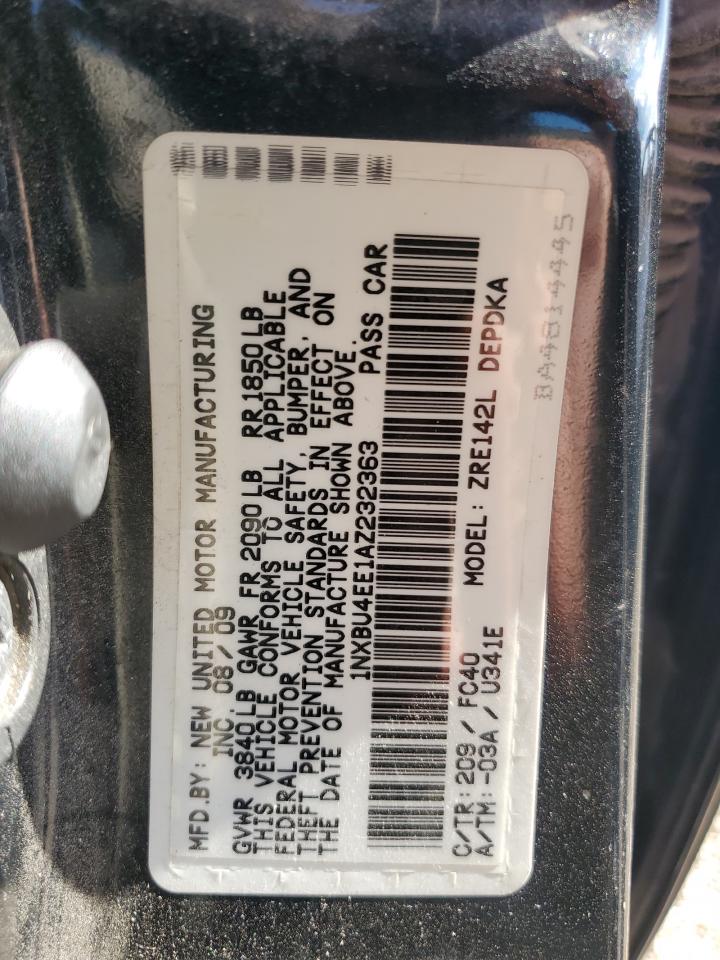 MFD.BY: NEW UNITED MOTOR MANUFACTURING
INC. 08/09
GVWR 3840LB GAWR FR 2090LB RR1850LB
THIS VEHICLE CONFORMS TO ALL APPLICABLE
FEDERAL MOTOR VEHICLE SAFETY, BUMPER, AND
THEFT PREVENTION STANDARDS IN EFFECT ON
THE DATE OF MANUFACTURE SHOWN ABOVE.
1NXBU4EE1AZ232363 PASS CAR
C/TR: 209/FC40 MODEL: ZRE142L DEPDKA
A/TM: -03A/U341E
BA4814445